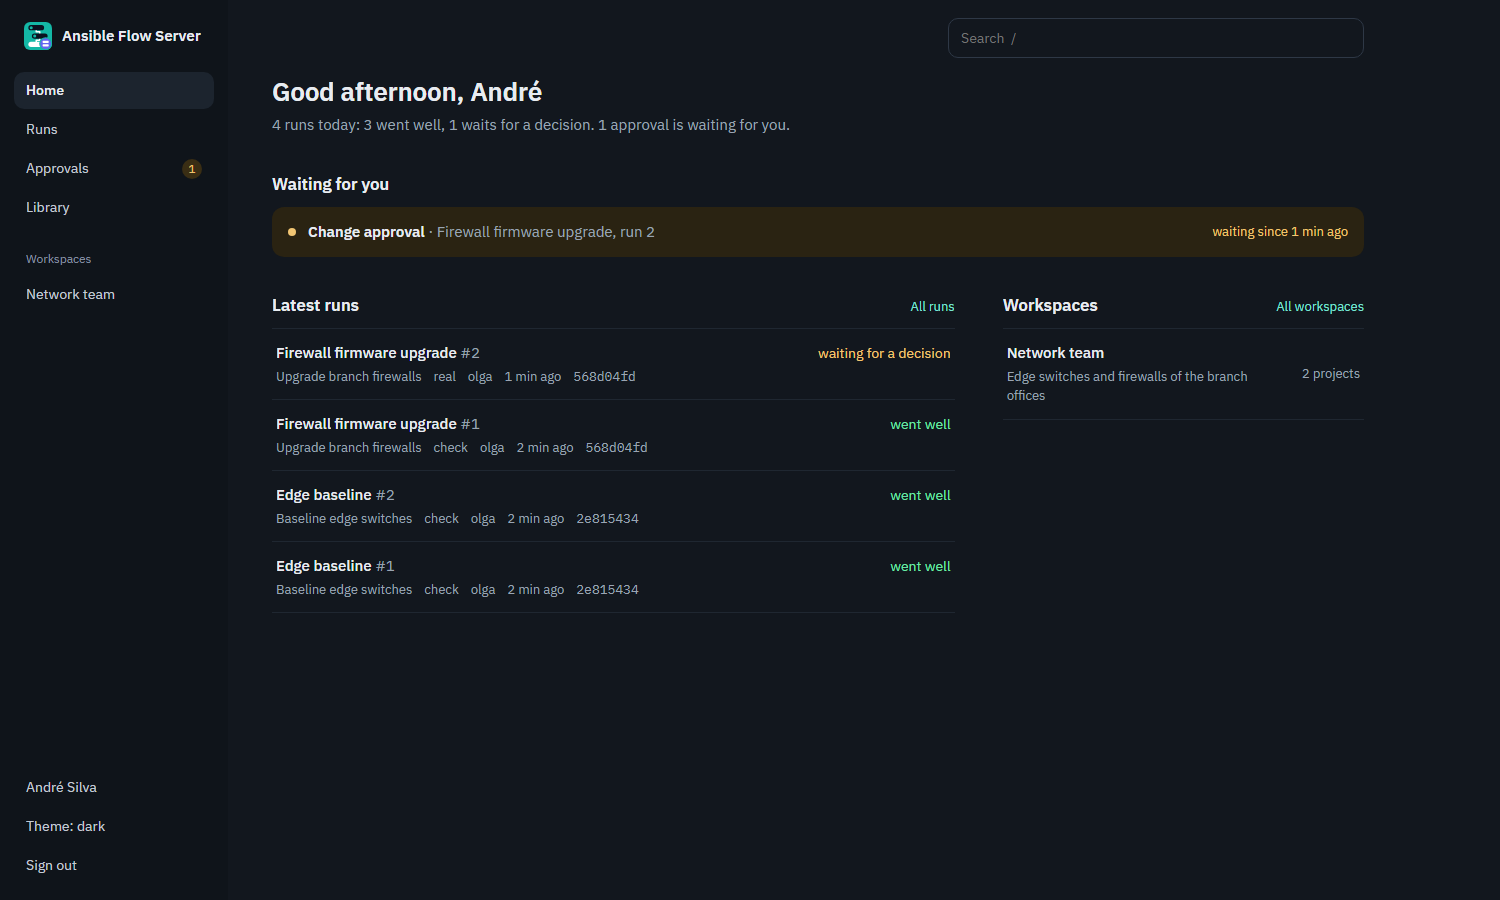 Ansible Flow Server
Search /
Home
Runs
Approvals 1
Library
Workspaces
Network team
Good afternoon, André
4 runs today: 3 went well, 1 waits for a decision. 1 approval is waiting for you.
Waiting for you
Change approval · Firewall firmware upgrade, run 2 waiting since 1 min ago
Latest runs All runs
Firewall firmware upgrade #2 waiting for a decision
Upgrade branch firewalls real olga 1 min ago 568d04fd
Firewall firmware upgrade #1 went well
Upgrade branch firewalls check olga 2 min ago 568d04fd
Edge baseline #2 went well
Baseline edge switches check olga 2 min ago 2e815434
Edge baseline #1 went well
Baseline edge switches check olga 2 min ago 2e815434
Workspaces All workspaces
Network team
Edge switches and firewalls of the branch
offices
2 projects
André Silva
Theme: dark
Sign out